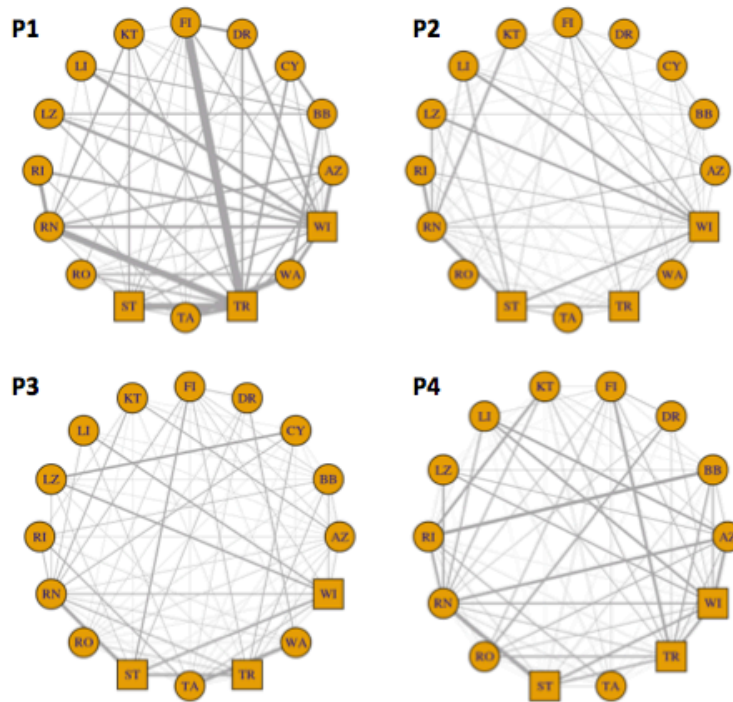 P1
FI
DR
KT
CY
LI
BB
LZ
AZ
RI
WI
RN
WA
RO
TR
ST
TA
P2
FI
DR
KT
CY
LI
BB
LZ
AZ
RI
WI
RN
WA
RO
TR
ST
TA
P3
FI
DR
KT
CY
LI
BB
LZ
AZ
RI
WI
RN
WA
RO
TR
ST
TA
P4
KT
FI
DR
LI
BB
LZ
AZ
RI
WI
RN
TR
RO
TA
ST